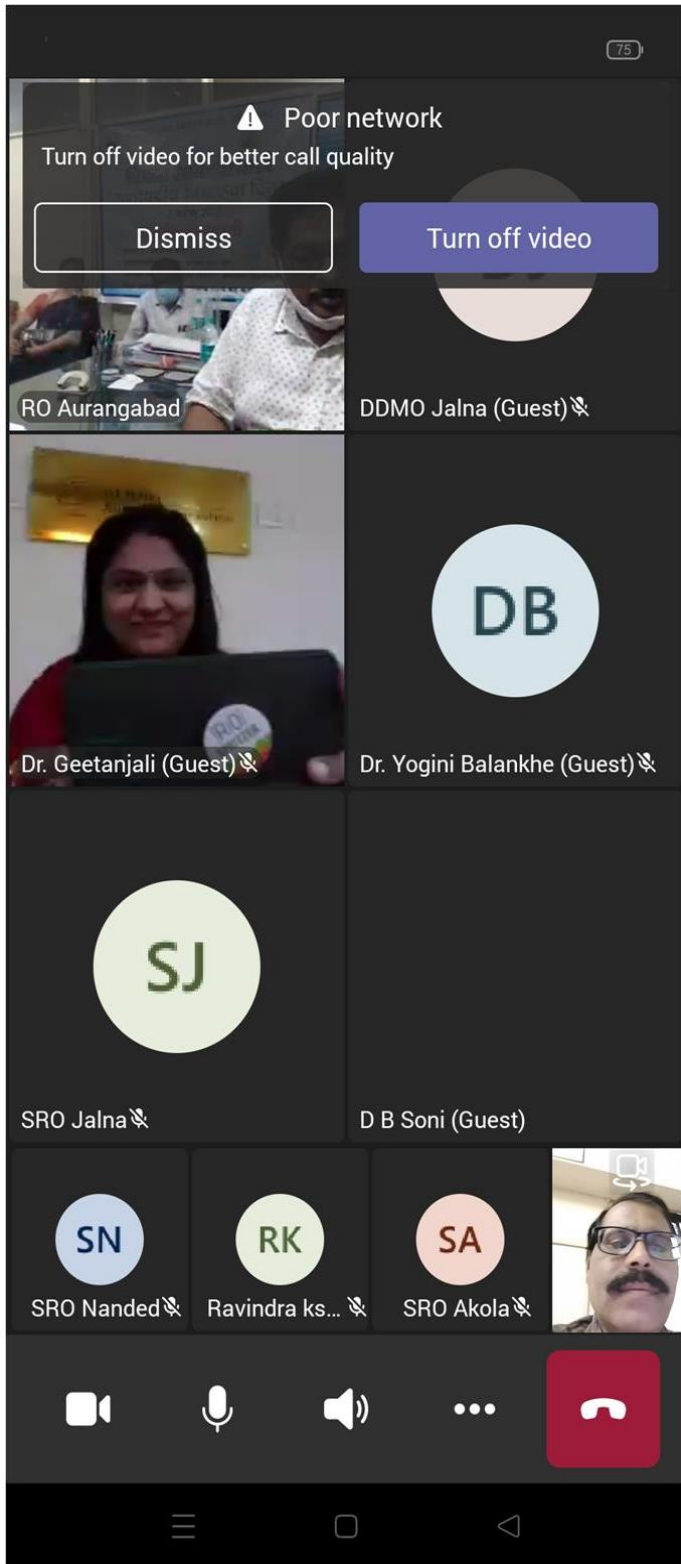 75
Poor network
Turn off video for better call quality
Dismiss
Turn off video
RO Aurangabad
DDMO Jalna (Guest)
DB
Dr. Geetanjali (Guest)
Dr. Yogini Balankhe (Guest)
SJ
SRO Jalna
D B Soni (Guest)
SN
RK
SA
SRO Nanded
Ravindra ks...
SRO Akola